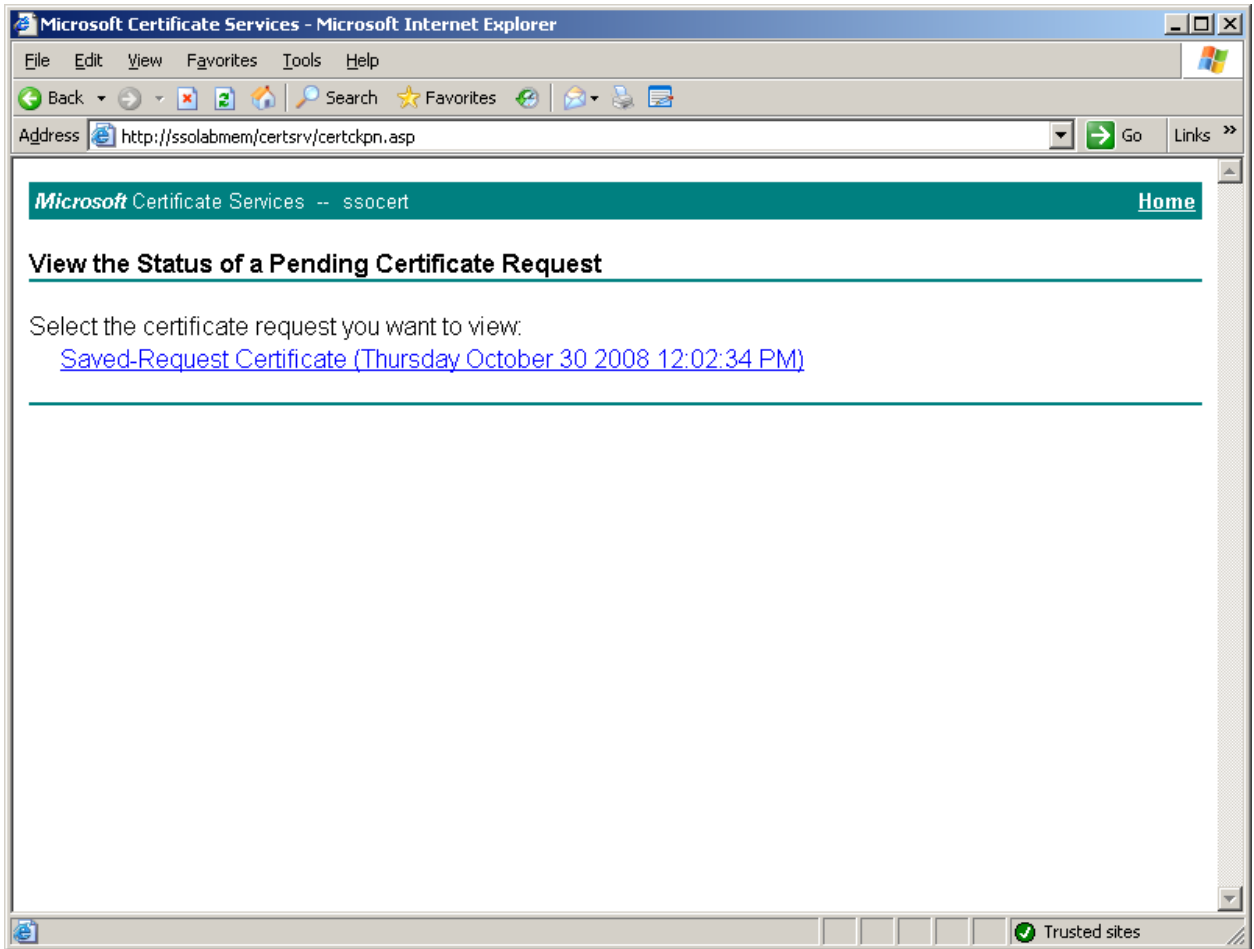 Microsoft Certificate Services - Microsoft Internet Explorer
File Edit View Favorites Tools Help
Back Search Favorites
Address http://ssolabmem/certsrv/certckpn.asp Go Links »
Microsoft Certificate Services -- ssocert Home
View the Status of a Pending Certificate Request
Select the certificate request you want to view:
Saved-Request Certificate (Thursday October 30 2008 12:02:34 PM)
Trusted sites